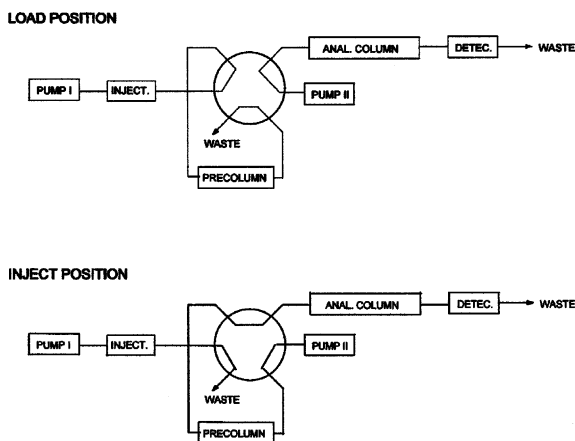 LOAD POSITION
ANAL. COLUMN
DETEC.
WASTE
PUMP I
INJECT.
PUMP II
WASTE
PRECOLUMN
INJECT POSITION
ANAL. COLUMN
DETEC.
WASTE
PUMP I
INJECT.
PUMP II
WASTE
PRECOLUMN